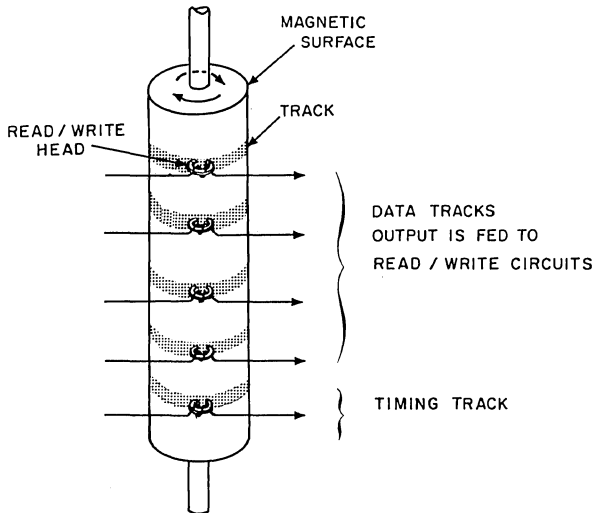 MAGNETIC
SURFACE
TRACK
READ / WRITE
HEAD
DATA TRACKS
OUTPUT IS FED TO
READ / WRITE CIRCUITS
TIMING TRACK